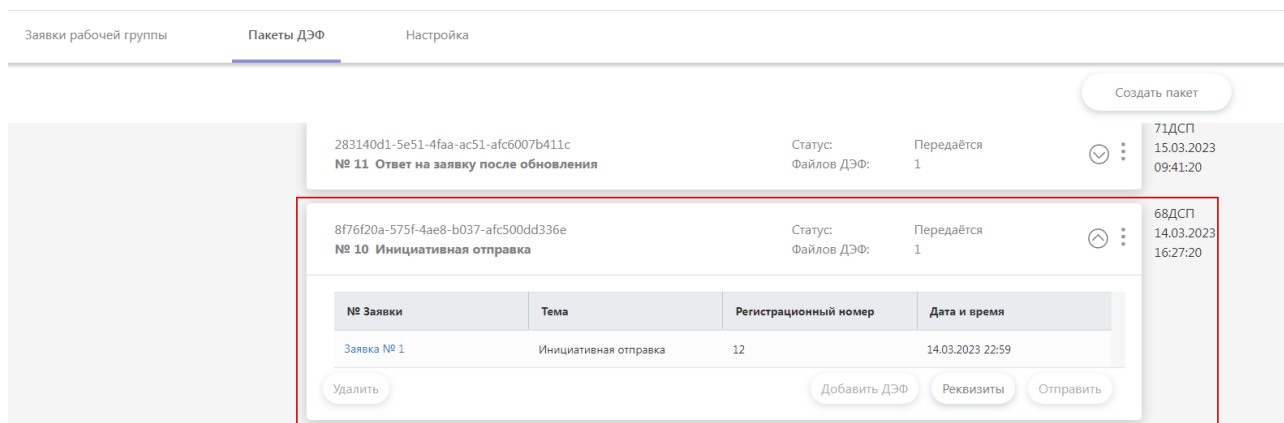 Заявки рабочей группы Пакеты ДЭФ Настройка
Создать пакет
283140d1-5e51-4faa-ac51-afc6007b411c Статус: Передаётся
№ 11 Ответ на заявку после обновления Файлов ДЭФ: 1
71ДСП
15.03.2023
09:41:20
8f76f20a-575f-4ae8-b037-afc500dd336e Статус: Передаётся
№ 10 Инициативная отправка Файлов ДЭФ: 1
68ДСП
14.03.2023
16:27:20
№ Заявки Тема Регистрационный номер Дата и время
Заявка № 1 Инициативная отправка 12 14.03.2023 22:59
Удалить Добавить ДЭФ Реквизиты Отправить